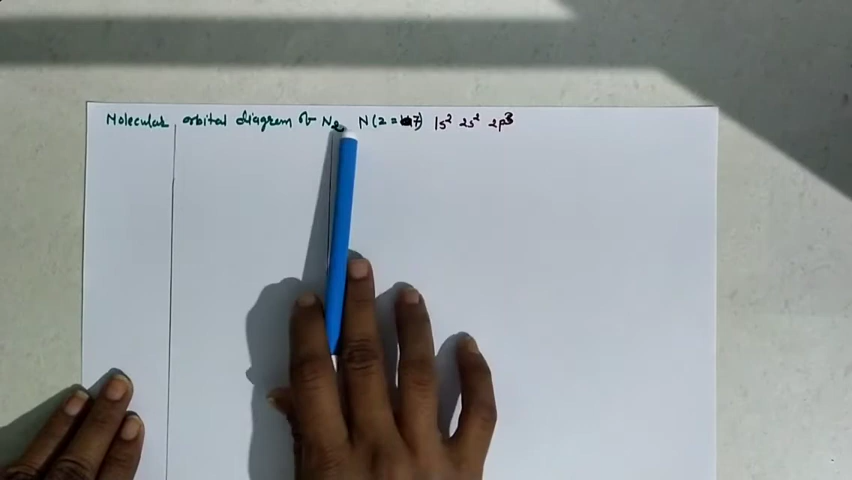 Molecular orbital diagram of N₂ N(Z=7) 1s² 2s² 2p³